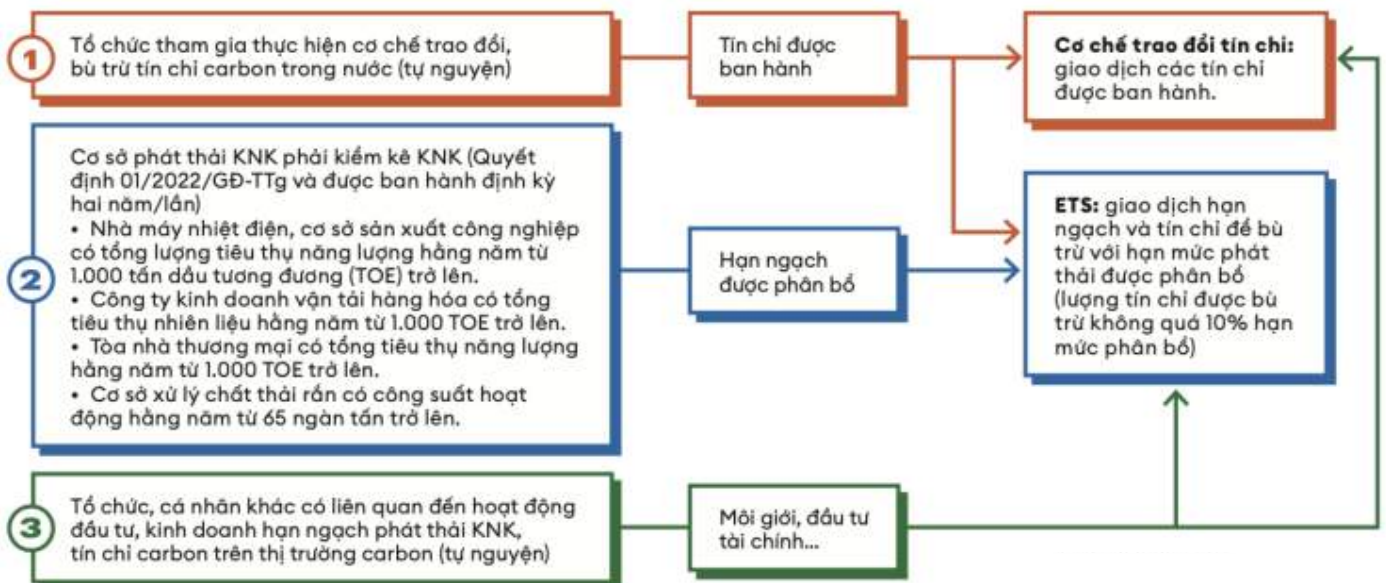 1
Tổ chức tham gia thực hiện cơ chế trao đổi,
bù trừ tín chỉ carbon trong nước (tự nguyện)
Tín chỉ được
ban hành
Cơ chế trao đổi tín chỉ:
giao dịch các tín chỉ
được ban hành.
2
Cơ sở phát thải KNK phải kiểm kê KNK (Quyết
định 01/2022/GĐ-TTg và được ban hành định kỳ
hai năm/lần)
• Nhà máy nhiệt điện, cơ sở sản xuất công nghiệp
có tổng lượng tiêu thụ năng lượng hằng năm từ
1.000 tấn dầu tương đương (TOE) trở lên.
• Công ty kinh doanh vận tải hàng hóa có tổng
tiêu thụ nhiên liệu hằng năm từ 1.000 TOE trở lên.
• Tòa nhà thương mại có tổng tiêu thụ năng lượng
hằng năm từ 1.000 TOE trở lên.
• Cơ sở xử lý chất thải rắn có công suất hoạt
động hằng năm từ 65 ngàn tấn trở lên.
Hạn ngạch
được phân bổ
ETS: giao dịch hạn
ngạch và tín chỉ để bù
trừ với hạn mức phát
thải được phân bổ
(lượng tín chỉ được bù
trừ không quá 10% hạn
mức phân bổ)
3
Tổ chức, cá nhân khác có liên quan đến hoạt động
đầu tư, kinh doanh hạn ngạch phát thải KNK,
tín chỉ carbon trên thị trường carbon (tự nguyện)
Môi giới, đầu tư
tài chính...